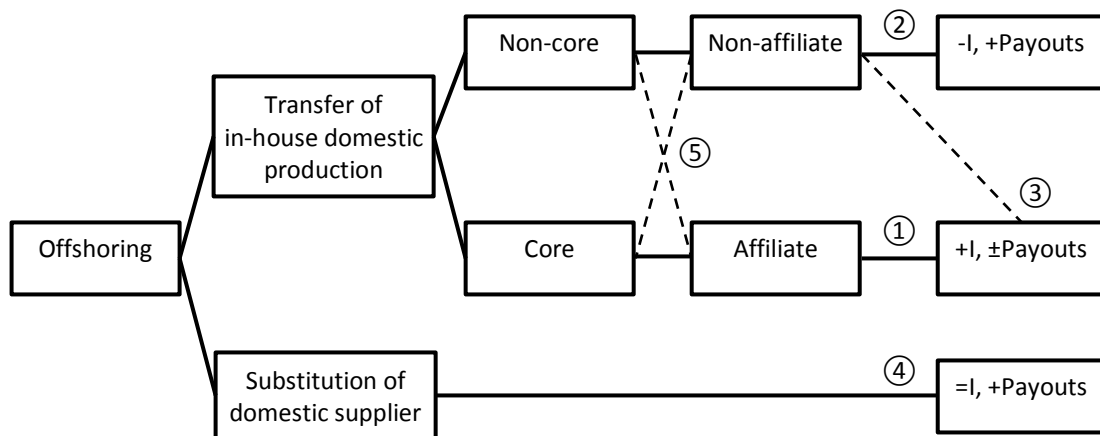 Non-core
Non-affiliate
②
-I, +Payouts
Transfer of
in-house domestic
production
⑤
③
Offshoring
Core
Affiliate
①
+I, ±Payouts
Substitution of
domestic supplier
④
=I, +Payouts